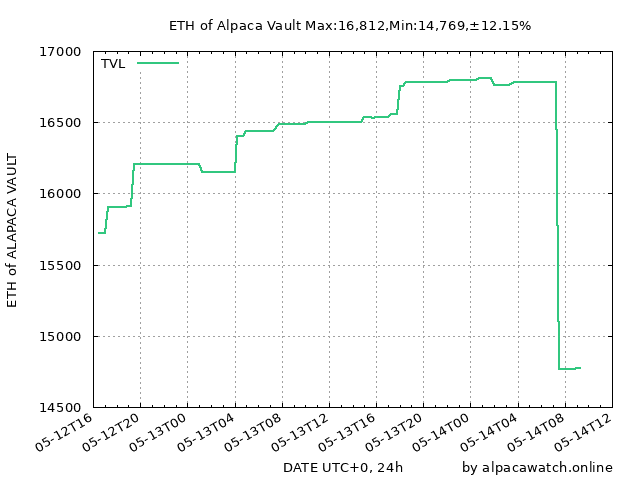 ETH of Alpaca Vault Max:16,812,Min:14,769,±12.15%
TVL
17000
16500
16000
15500
15000
14500
ETH of ALAPACA VAULT
05-12T16
05-12T20
05-13T00
05-13T04
05-13T08
05-13T12
05-13T16
05-13T20
05-14T00
05-14T04
05-14T08
05-14T12
DATE UTC+0, 24h
by alpacawatch.online